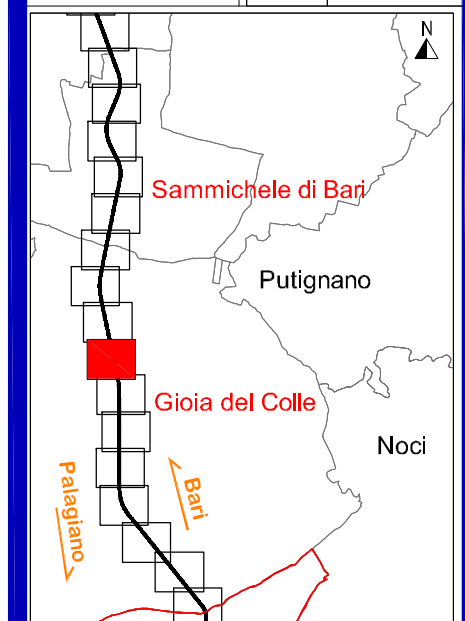 N
Sammichele di Bari
Putignano
Gioia del Colle
Noci
Palagiano
Bari